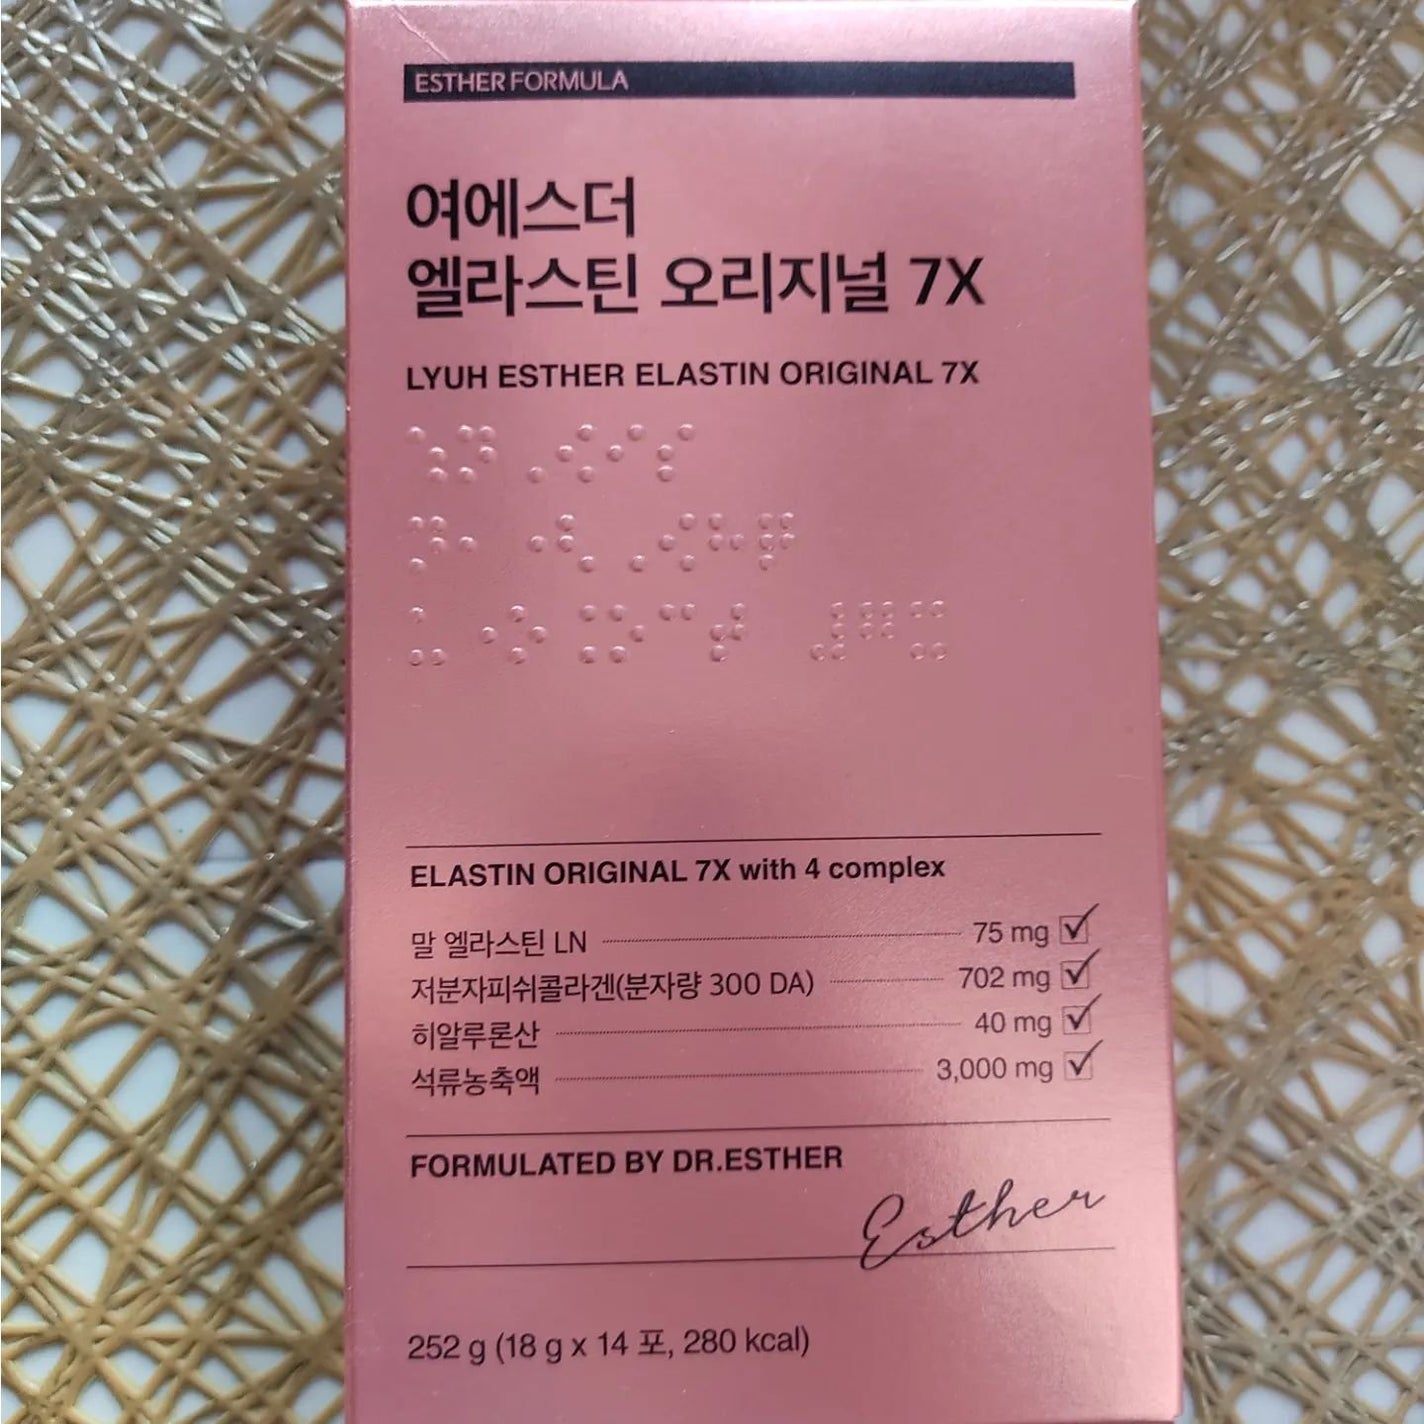 ESTHER FORMULA
여에스더
엘라스틴 오리지널 7X
LYUH ESTHER ELASTIN ORIGINAL 7X
ELASTIN ORIGINAL 7X with 4 complex
말 엘라스틴 LN 75 mg
저분자피쉬콜라겐(분자량 300 DA) 702 mg
히알루론산 40 mg
석류농축액 3,000 mg
FORMULATED BY DR.ESTHER
Esther
252 g (18 g x 14 포, 280 kcal)